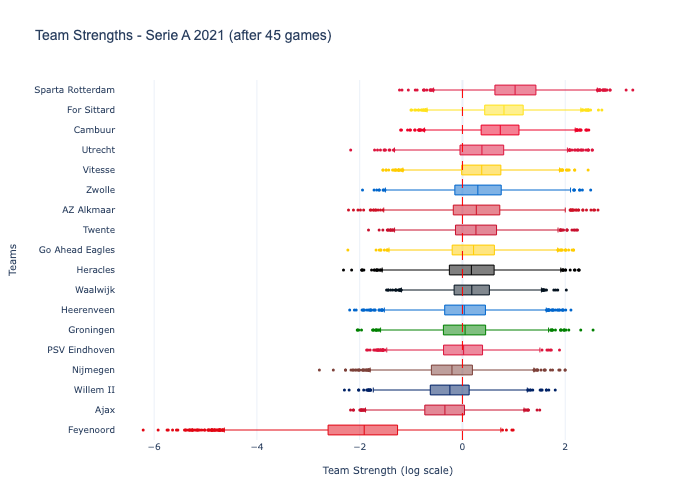 Team Strengths - Serie A 2021 (after 45 games)
Sparta Rotterdam
For Sittard
Cambuur
Utrecht
Vitesse
Zwolle
AZ Alkmaar
Twente
Go Ahead Eagles
Heracles
Waalwijk
Heerenveen
Groningen
PSV Eindhoven
Nijmegen
Willem II
Ajax
Feyenoord
Teams
−6 −4 −2 0 2
Team Strength (log scale)